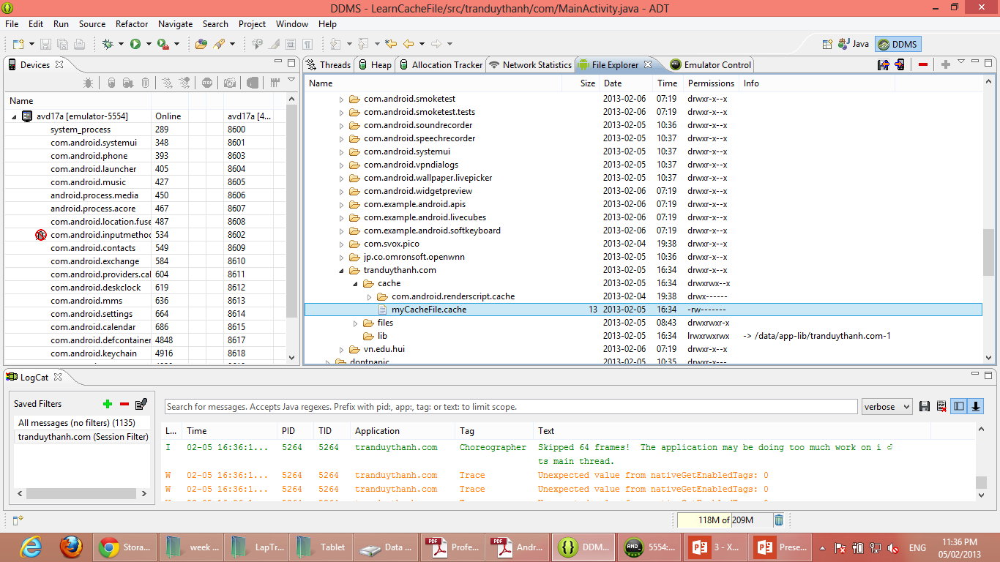 DDMS - LearnCacheFile/src/tranduythanh/com/MainActivity.java - ADT
File Edit Run Source Refactor Navigate Search Project Window Help
Java DDMS
Devices
Name
avd17a [emulator-5554] Online avd17a [4...
system_process 289 8600
com.android.systemui 348 8601
com.android.phone 393 8603
com.android.launcher 405 8604
com.android.music 427 8605
android.process.media 450 8606
android.process.acore 467 8607
com.android.location.fuse 487 8608
com.android.inputmethod 534 8602
com.android.contacts 549 8609
com.android.exchange 584 8610
com.android.providers.cal 604 8611
com.android.deskclock 619 8612
com.android.mms 636 8613
com.android.settings 664 8614
com.android.calendar 686 8615
com.android.defcontainer 4848 8617
com.android.keychain 4916 8618
Threads Heap Allocation Tracker Network Statistics File Explorer Emulator Control
Name Size Date Time Permissions Info
com.android.smoketest 2013-02-06 07:19 drwxr-x--x
com.android.smoketest.tests 2013-02-06 07:19 drwxr-x--x
com.android.soundrecorder 2013-02-05 10:36 drwxr-x--x
com.android.speechrecorder 2013-02-05 10:37 drwxr-x--x
com.android.systemui 2013-02-05 10:37 drwxr-x--x
com.android.vpndialogs 2013-02-05 10:37 drwxr-x--x
com.android.wallpaper.livepicker 2013-02-05 10:37 drwxr-x--x
com.android.widgetpreview 2013-02-06 07:19 drwxr-x--x
com.example.android.apis 2013-02-06 07:19 drwxr-x--x
com.example.android.livecubes 2013-02-06 07:19 drwxr-x--x
com.example.android.softkeyboard 2013-02-06 07:19 drwxr-x--x
com.svox.pico 2013-02-04 19:38 drwxr-x--x
jp.co.omronsoft.openwnn 2013-02-05 10:36 drwxr-x--x
tranduythanh.com 2013-02-05 16:34 drwxr-x--x
cache 2013-02-05 16:34 drwxrwx--x
com.android.renderscript.cache 2013-02-04 19:38 drwx------
myCacheFile.cache 13 2013-02-05 16:34 -rw-------
files 2013-02-05 08:43 drwxrwxr-x
lib 2013-02-05 16:34 lrwxrwxrwx -> /data/app-lib/tranduythanh.com-1
vn.edu.hui 2013-02-06 07:19 drwxr-x--x
dontpanic 2013-02-05 10:35 drwxr-x---
LogCat
Saved Filters
All messages (no filters) (1135)
tranduythanh.com (Session Filter)
Search for messages. Accepts Java regexes. Prefix with pid:, app:, tag: or text: to limit scope. verbose
L... Time PID TID Application Tag Text
I 02-05 16:36:1... 5264 5264 tranduythanh.com Choreographer Skipped 64 frames! The application may be doing too much work on i
ts main thread.
W 02-05 16:36:1... 5264 5264 tranduythanh.com Trace Unexpected value from nativeGetEnabledTags: 0
W 02-05 16:36:1... 5264 5264 tranduythanh.com Trace Unexpected value from nativeGetEnabledTags: 0
118M of 209M
Stora... week ... LapTr... Tablet Data ... Profe... Andr... DDM... 5554:... 3 - X... Prese... ENG 11:36 PM
05/02/2013